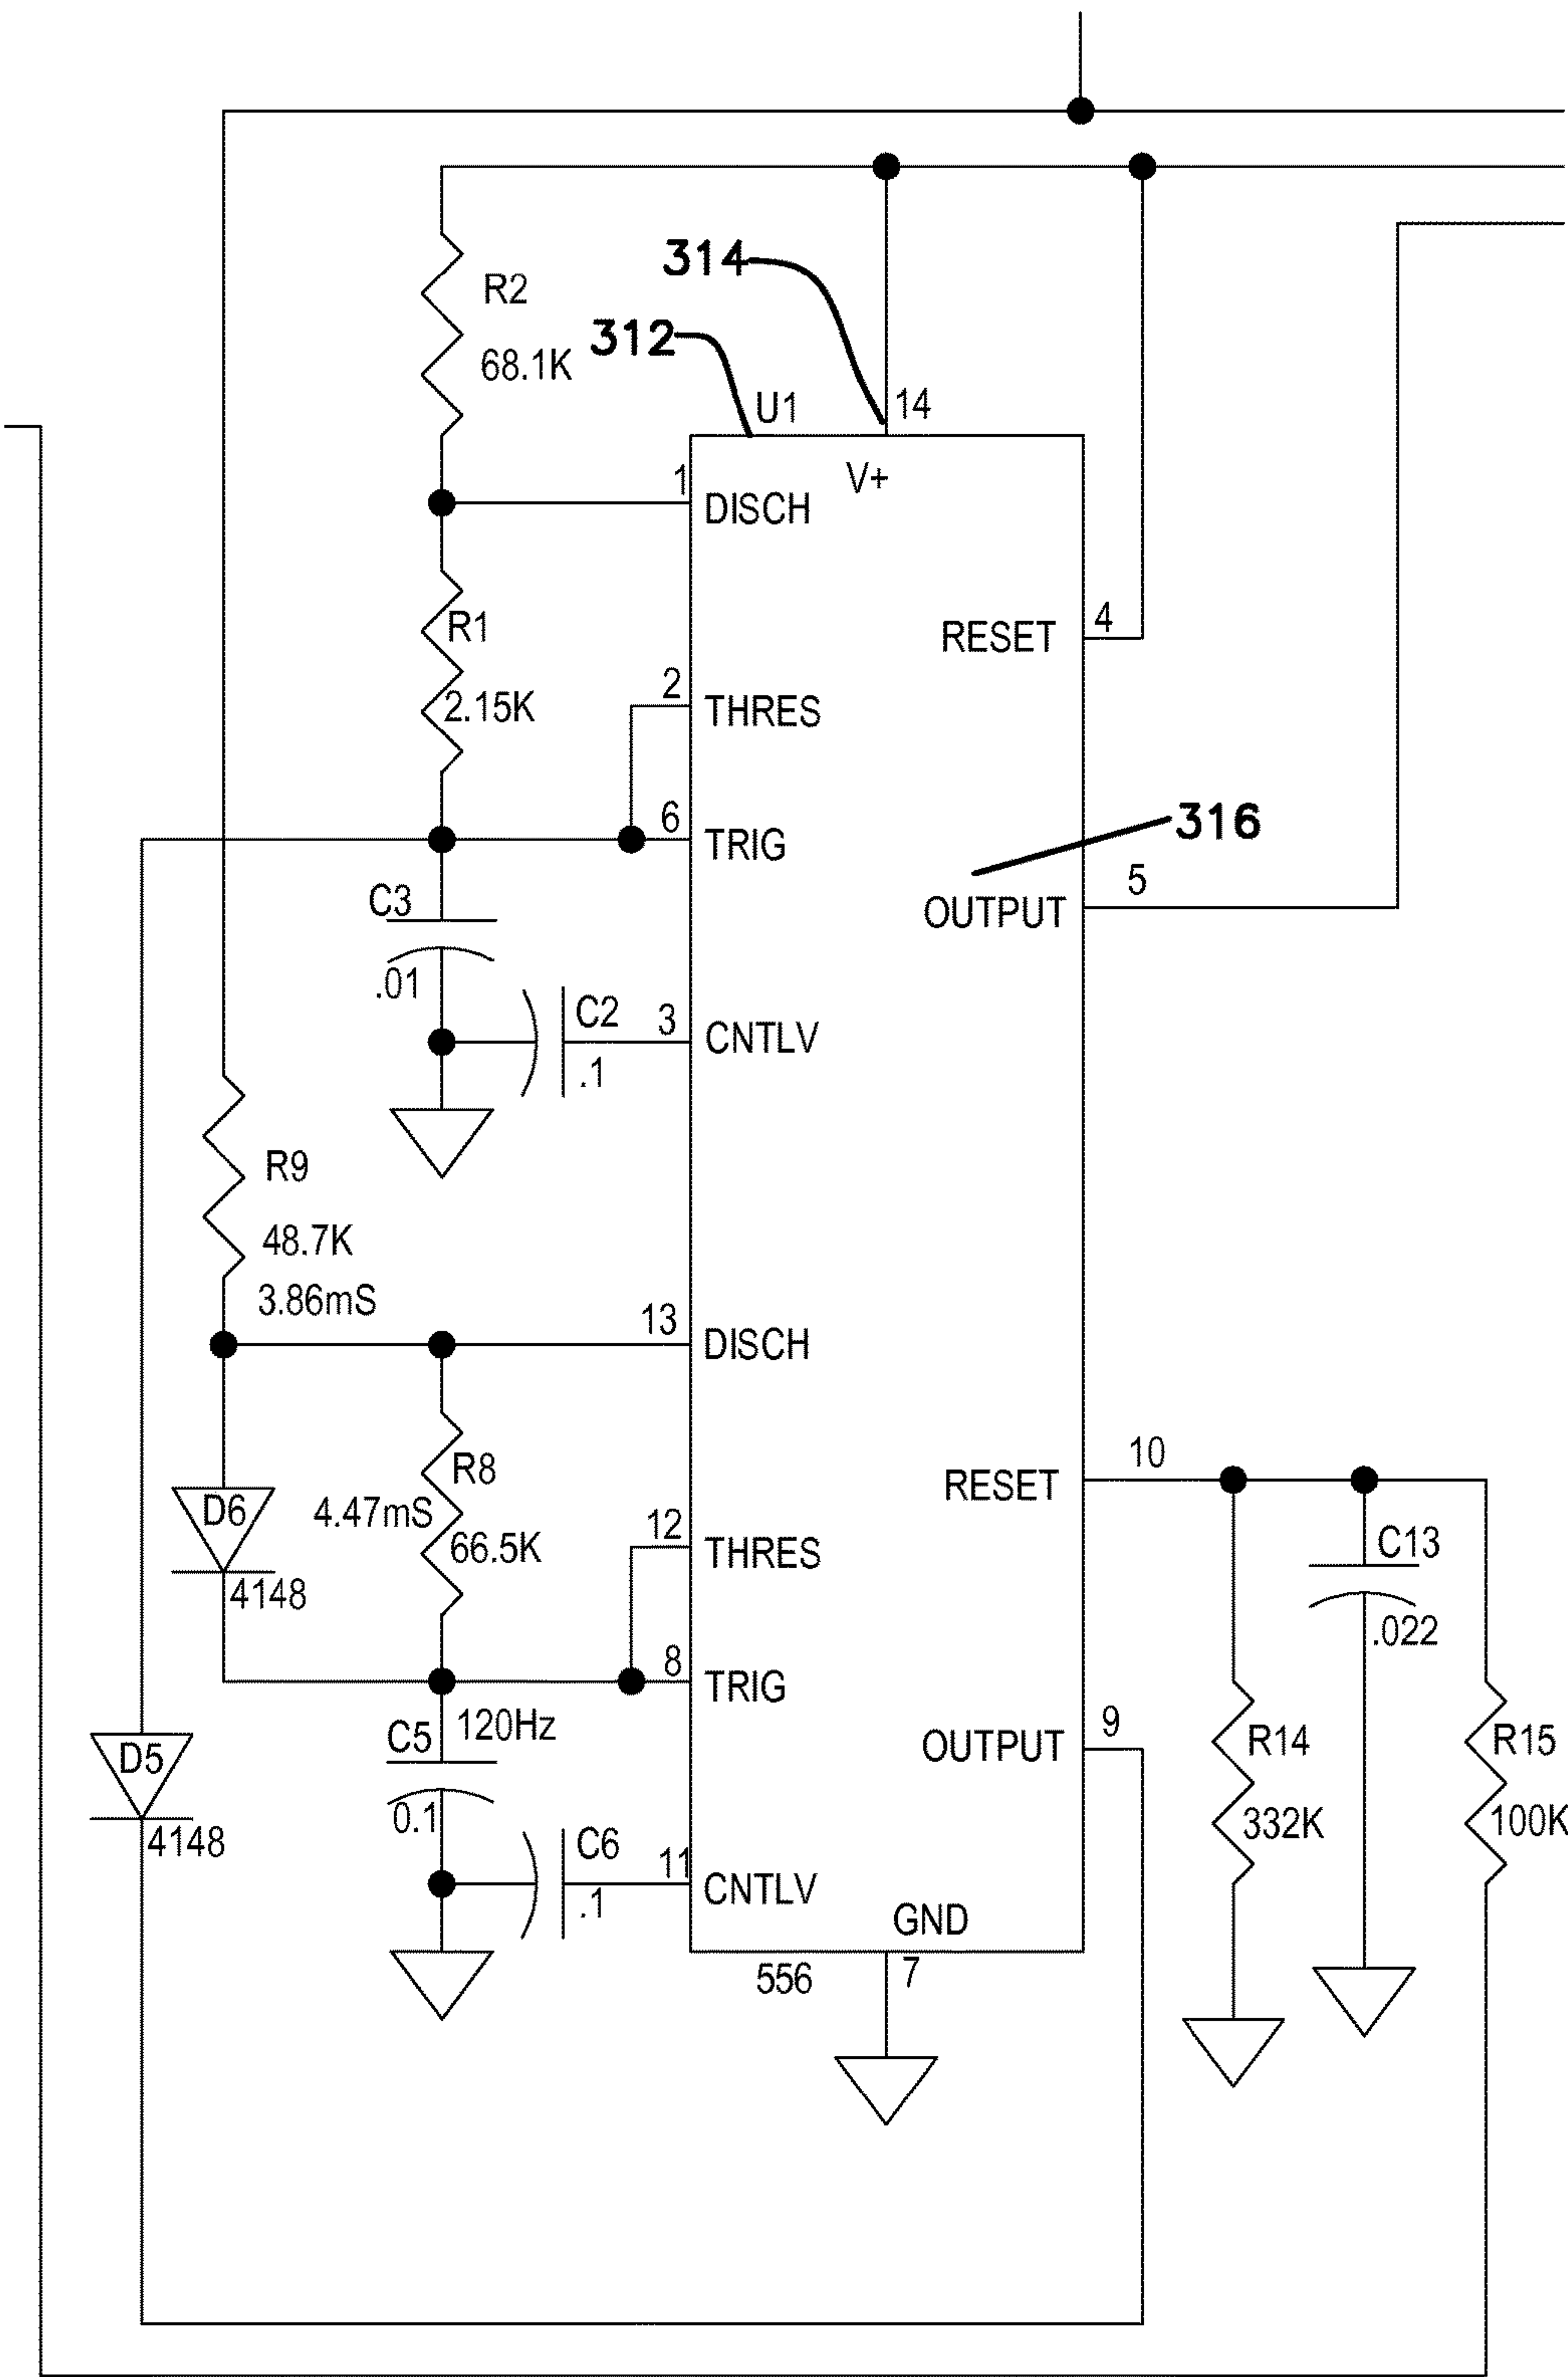 R2
314
68.1K
312
U1
14
V+
1
DISCH
R1
4
RESET
2
THRES
2.15K
6
TRIG
316
5
C3
OUTPUT
.01
C2
3
CNTLV
.1
R9
48.7K
3.86mS
13
DISCH
10
R8
RESET
D6
4.47mS
12
THRES
C13
66.5K
4148
.022
8
TRIG
120Hz
9
C5
OUTPUT
R14
R15
D5
0.1
332K
100K
4148
C6
11
CNTLV
.1
GND
556
7